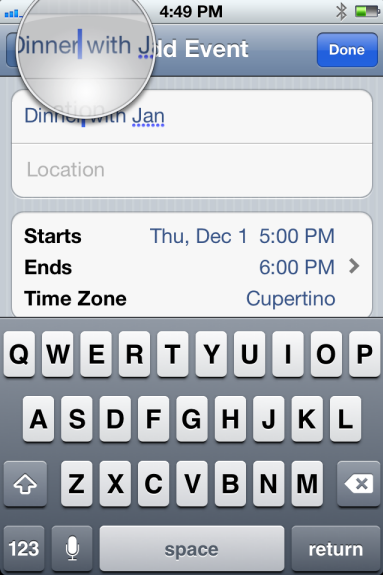 4:49 PM
Dinner with J
dd Event
Done
Dinner with Jan
Location
Starts Thu, Dec 1 5:00 PM
Ends 6:00 PM
Time Zone Cupertino
Q W E R T Y U I O P
A S D F G H J K L
Z X C V B N M
123 space return